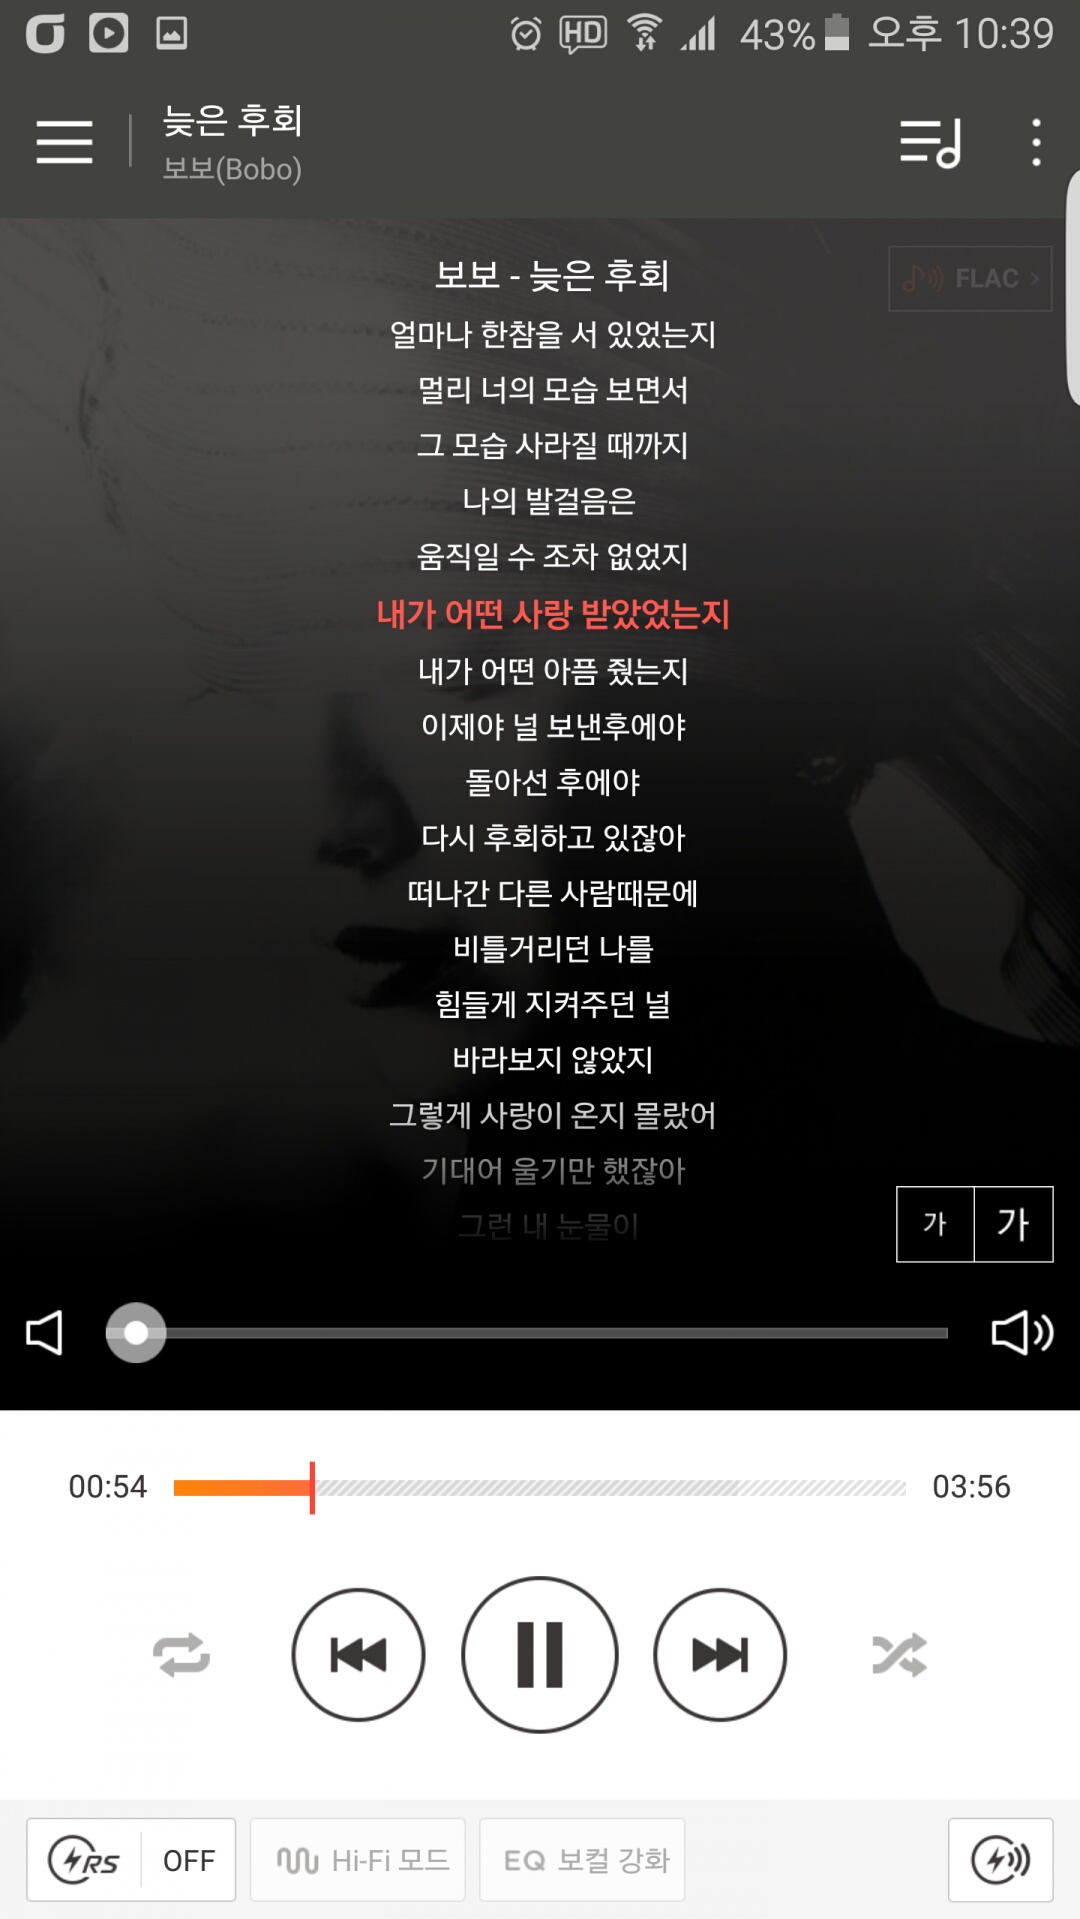 HD 43% 오후 10:39
늦은 후회
보보(Bobo)
보보 - 늦은 후회
FLAC
얼마나 한참을 서 있었는지
멀리 너의 모습 보면서
그 모습 사라질 때까지
나의 발걸음은
움직일 수 조차 없었지
내가 어떤 사랑 받았었는지
내가 어떤 아픔 줬는지
이제야 널 보낸후에야
돌아선 후에야
다시 후회하고 있잖아
떠나간 다른 사람때문에
비틀거리던 나를
힘들게 지켜주던 널
바라보지 않았지
그렇게 사랑이 온지 몰랐어
기대어 울기만 했잖아
그런 내 눈물이
가 가
00:54 03:56
RS OFF Hi-Fi 모드 EQ 보컬 강화